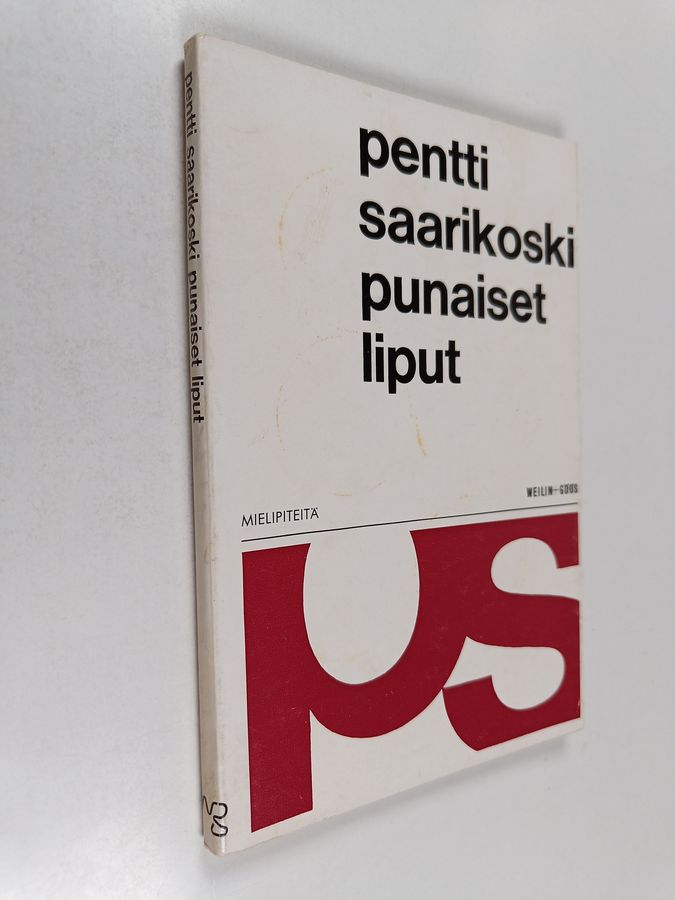 pentti saarikoski punaiset liput
pentti
saarikoski
punaiset
liput
WEILIN+GÖÖS
MIELIPITEITÄ
ps